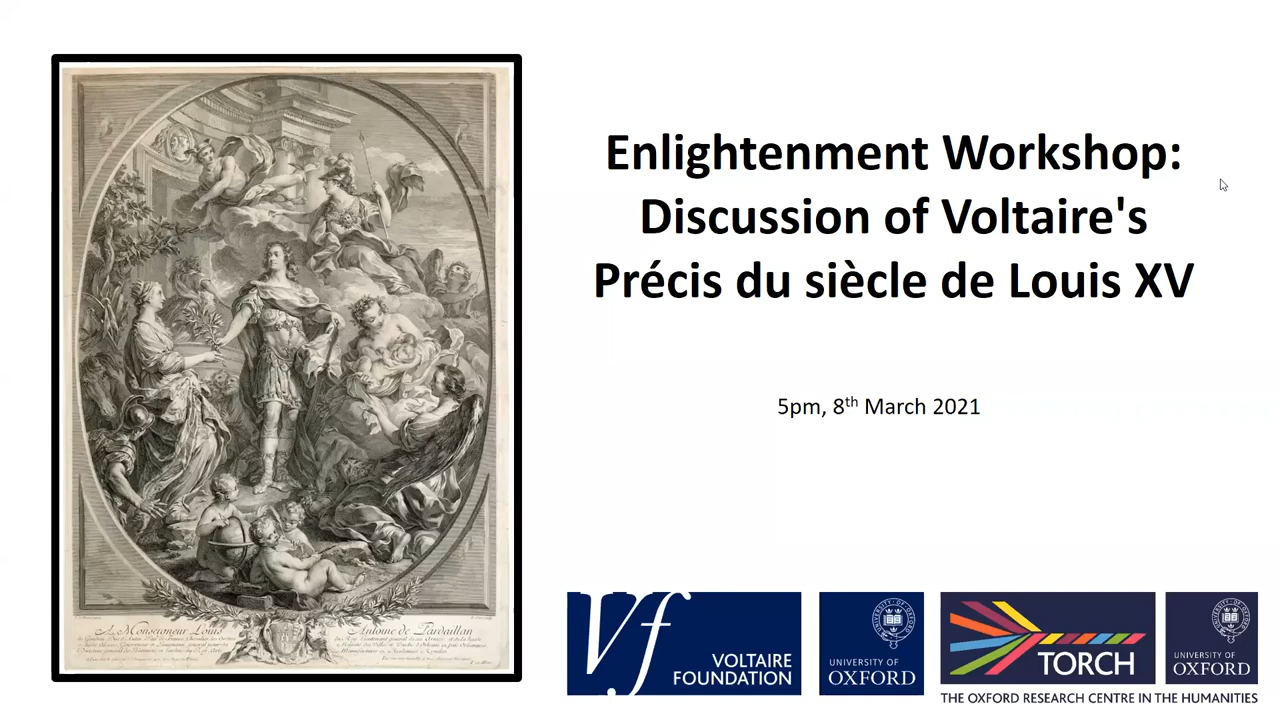 Enlightenment Workshop:
Discussion of Voltaire's
Précis du siècle de Louis XV
5pm, 8th March 2021
A Monseigneur Louis Antoine de Pardaillan
Vf
VOLTAIRE
FOUNDATION
UNIVERSITY OF
OXFORD
TORCH
UNIVERSITY OF
OXFORD
THE OXFORD RESEARCH CENTRE IN THE HUMANITIES